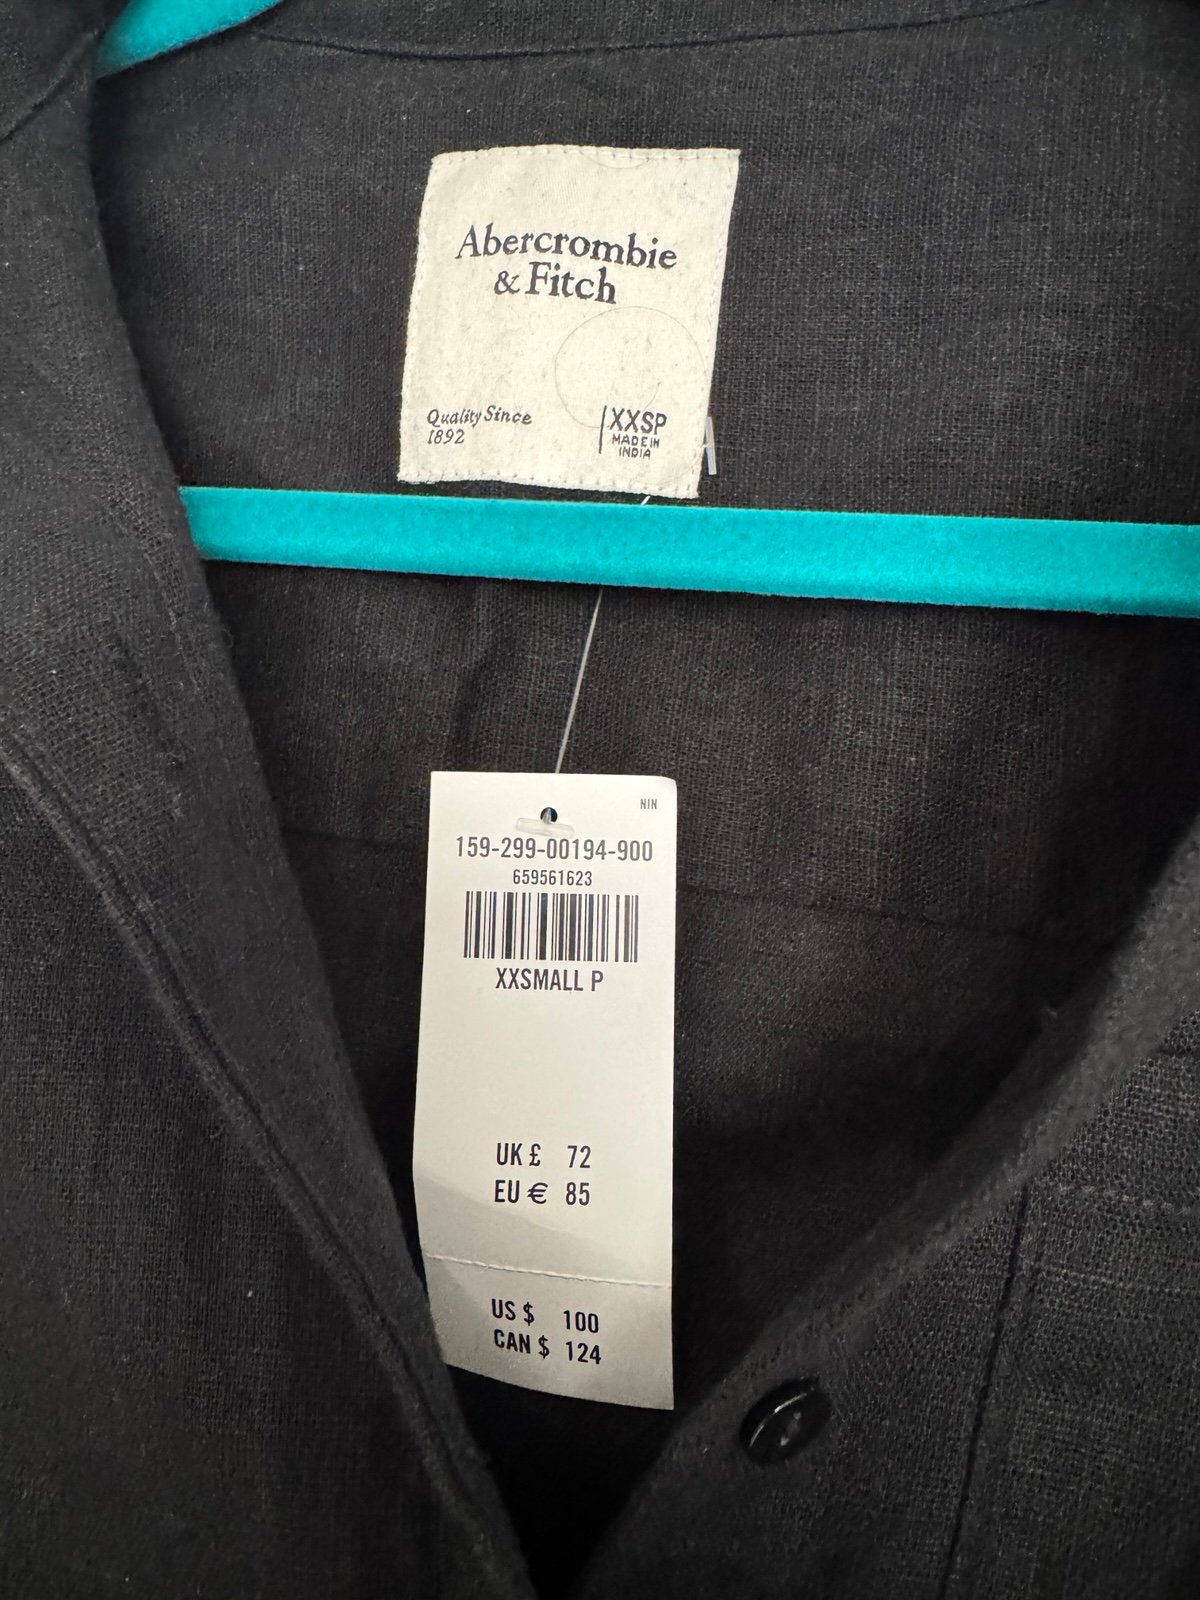 Abercrombie
& Fitch
Quality Since
1892
XXSP
MADE IN
INDIA
NIN
159-299-00194-900
659561623
XXSMALL P
UK £ 72
EU € 85
US $ 100
CAN $ 124